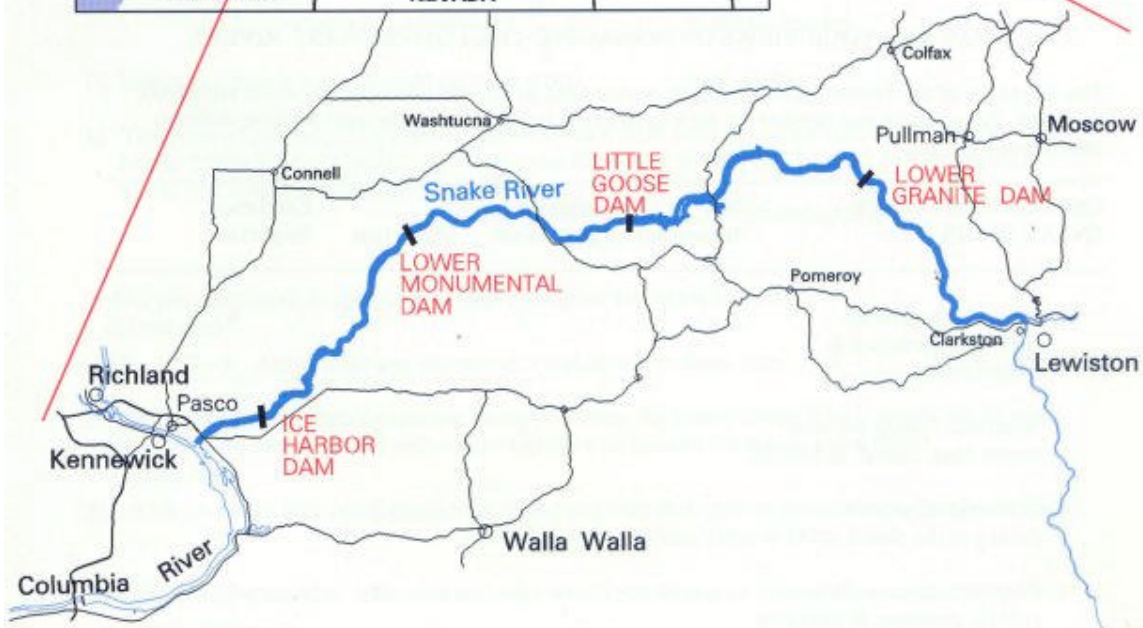 NEVADA
Colfax
Washtucna
Pullman
Moscow
Connell
LITTLE
GOOSE
DAM
Snake River
LOWER
GRANITE DAM
LOWER
MONUMENTAL
DAM
Pomeroy
Clarkston
Lewiston
Richland
Pasco
ICE
HARBOR
DAM
Kennewick
Walla Walla
Columbia River